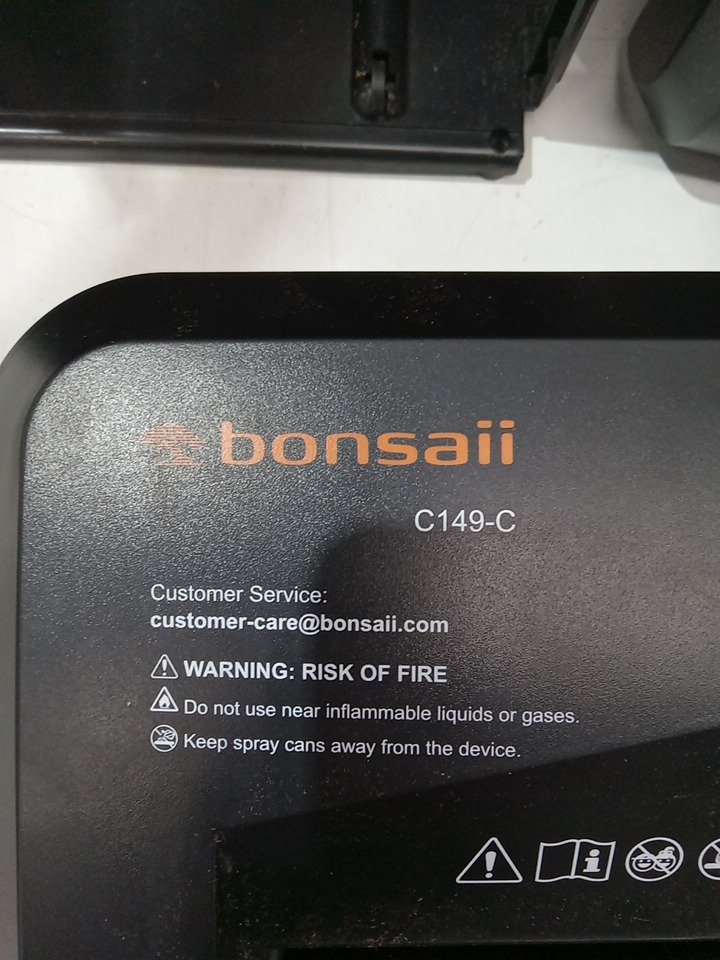 bonsaii
C149-C
Customer Service:
customer-care@bonsaii.com
WARNING: RISK OF FIRE
Do not use near inflammable liquids or gases.
Keep spray cans away from the device.